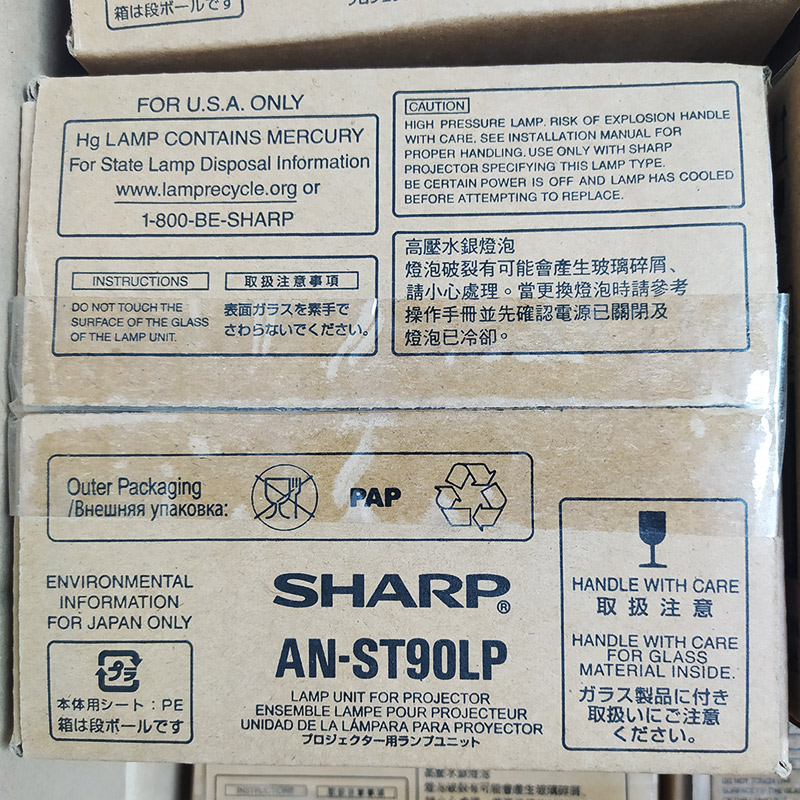 箱は段ボールです
FOR U.S.A. ONLY
Hg LAMP CONTAINS MERCURY
For State Lamp Disposal Information
www.lamprecycle.org or
1-800-BE-SHARP
CAUTION
HIGH PRESSURE LAMP. RISK OF EXPLOSION HANDLE
WITH CARE. SEE INSTALLATION MANUAL FOR
PROPER HANDLING. USE ONLY WITH SHARP
PROJECTOR SPECIFYING THIS LAMP TYPE.
BE CERTAIN POWER IS OFF AND LAMP HAS COOLED
BEFORE ATTEMPTING TO REPLACE.
INSTRUCTIONS
DO NOT TOUCH THE
SURFACE OF THE GLASS
OF THE LAMP UNIT.
取扱注意事項
表面ガラスを素手で
さわらないでください。
高壓水銀燈泡
燈泡破裂有可能會產生玻璃碎屑、
請小心處理。當更換燈泡時請參考
操作手冊並先確認電源已關閉及
燈泡已冷卻。
Outer Packaging
/Внешняя упаковка:
PAP
ENVIRONMENTAL
INFORMATION
FOR JAPAN ONLY
プラ
本体用シート：PE
箱は段ボールです
SHARP®
AN-ST90LP
LAMP UNIT FOR PROJECTOR
ENSEMBLE LAMPE POUR PROJECTEUR
UNIDAD DE LA LÁMPARA PARA PROYECTOR
プロジェクター用ランプユニット
HANDLE WITH CARE
取扱注意
HANDLE WITH CARE
FOR GLASS
MATERIAL INSIDE.
ガラス製品に付き
取扱いにご注意
ください。